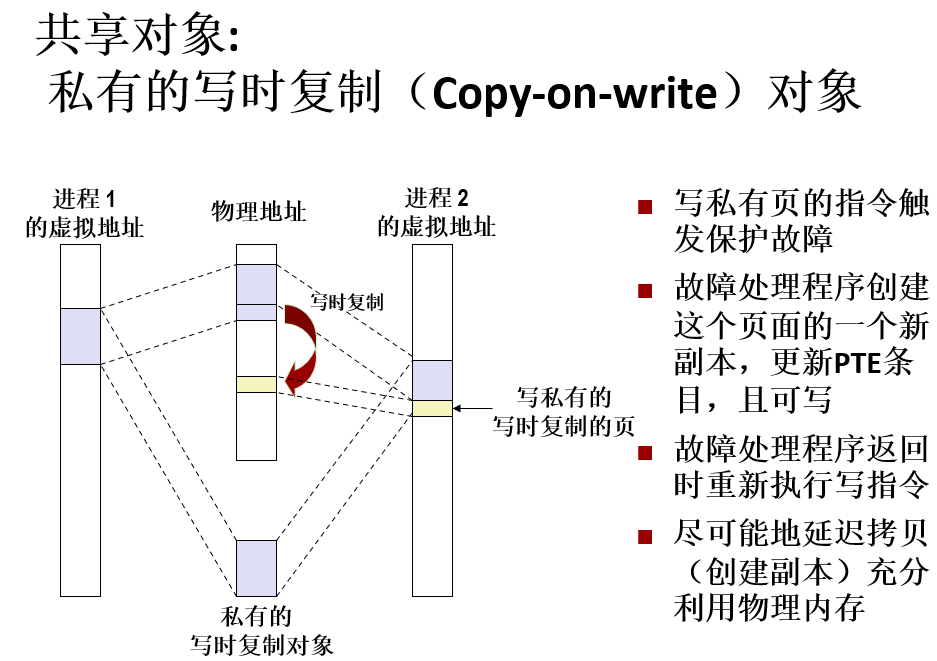 共享对象:
私有的写时复制（Copy-on-write）对象
进程 1
的虚拟地址
物理地址
进程 2
的虚拟地址
写时复制
写私有的
写时复制的页
私有的
写时复制对象
■ 写私有页的指令触
发保护故障
■ 故障处理程序创建
这个页面的一个新
副本，更新PTE条
目，且可写
■ 故障处理程序返回
时重新执行写指令
■ 尽可能地延迟拷贝
（创建副本）充分
利用物理内存